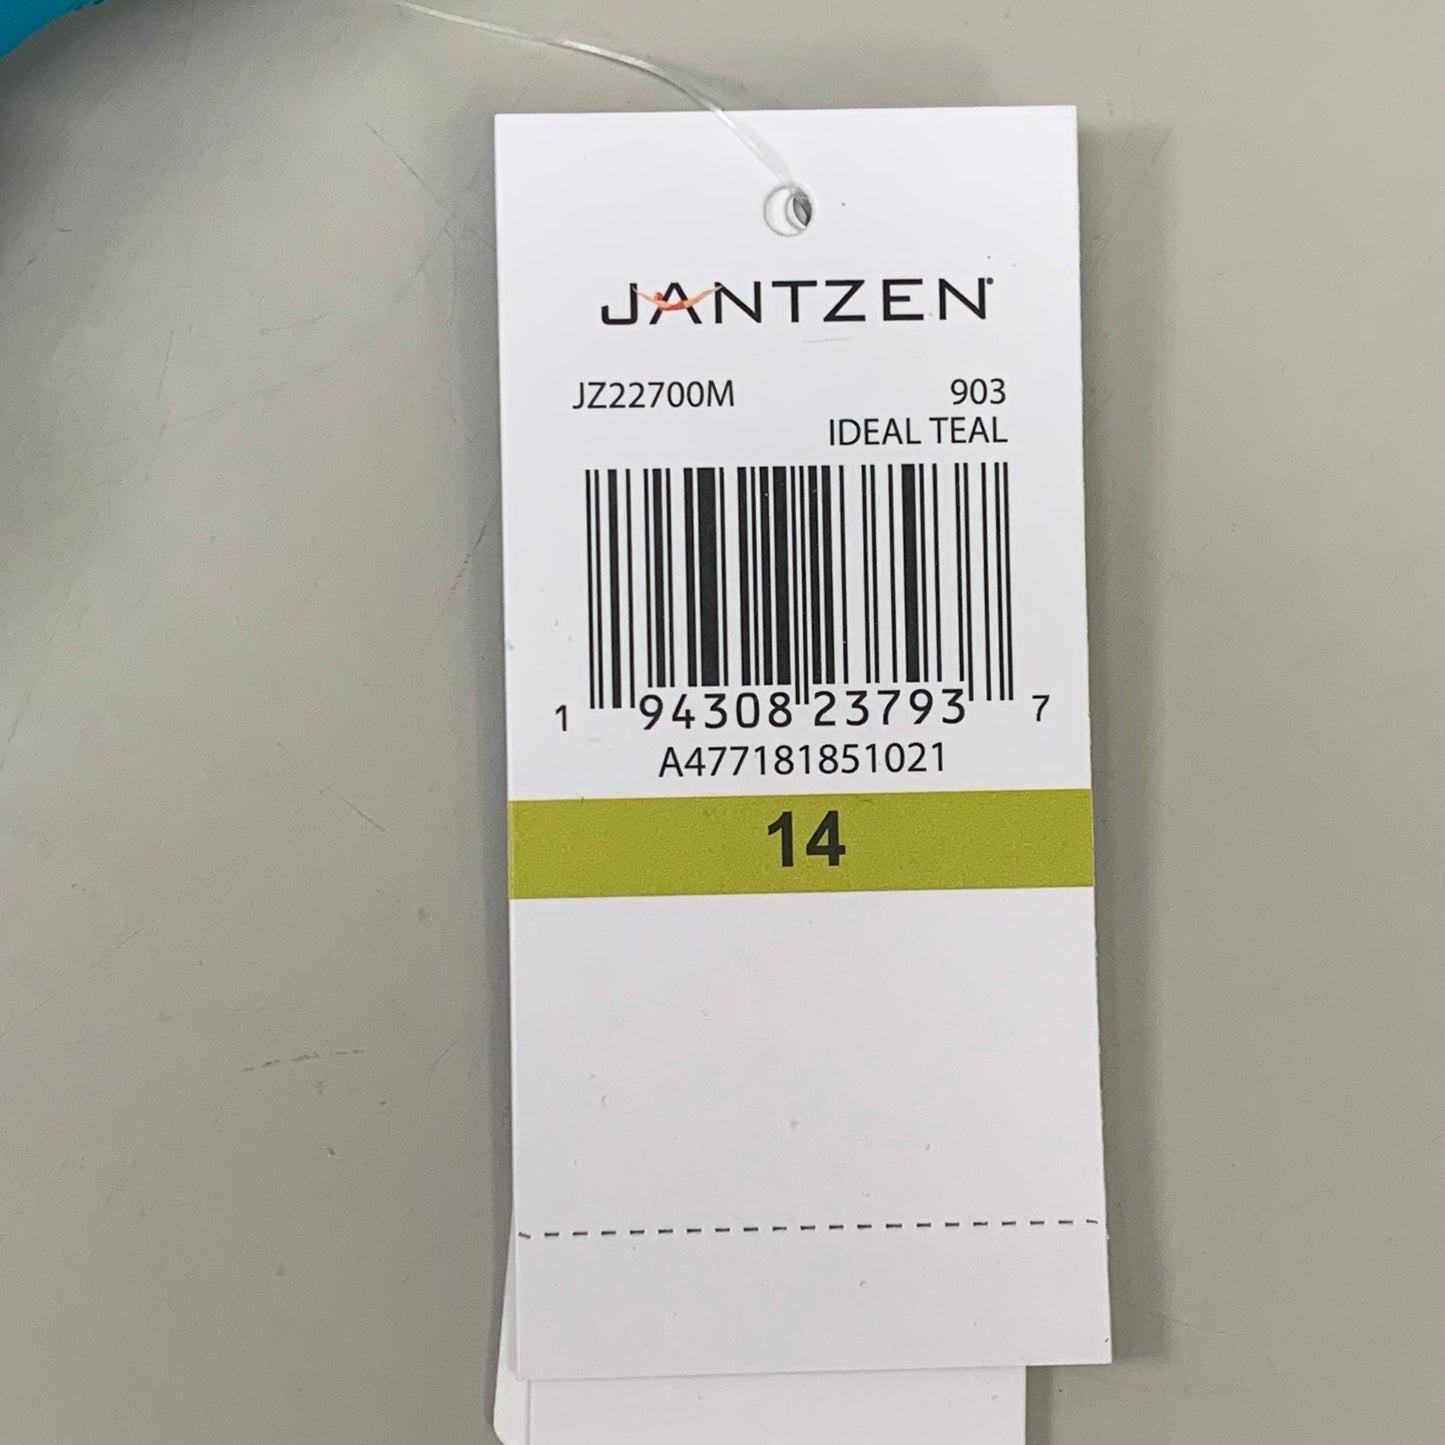 JANTZEN®
JZ22700M 903
IDEAL TEAL
1 94308 23793 7
A477181851021
14